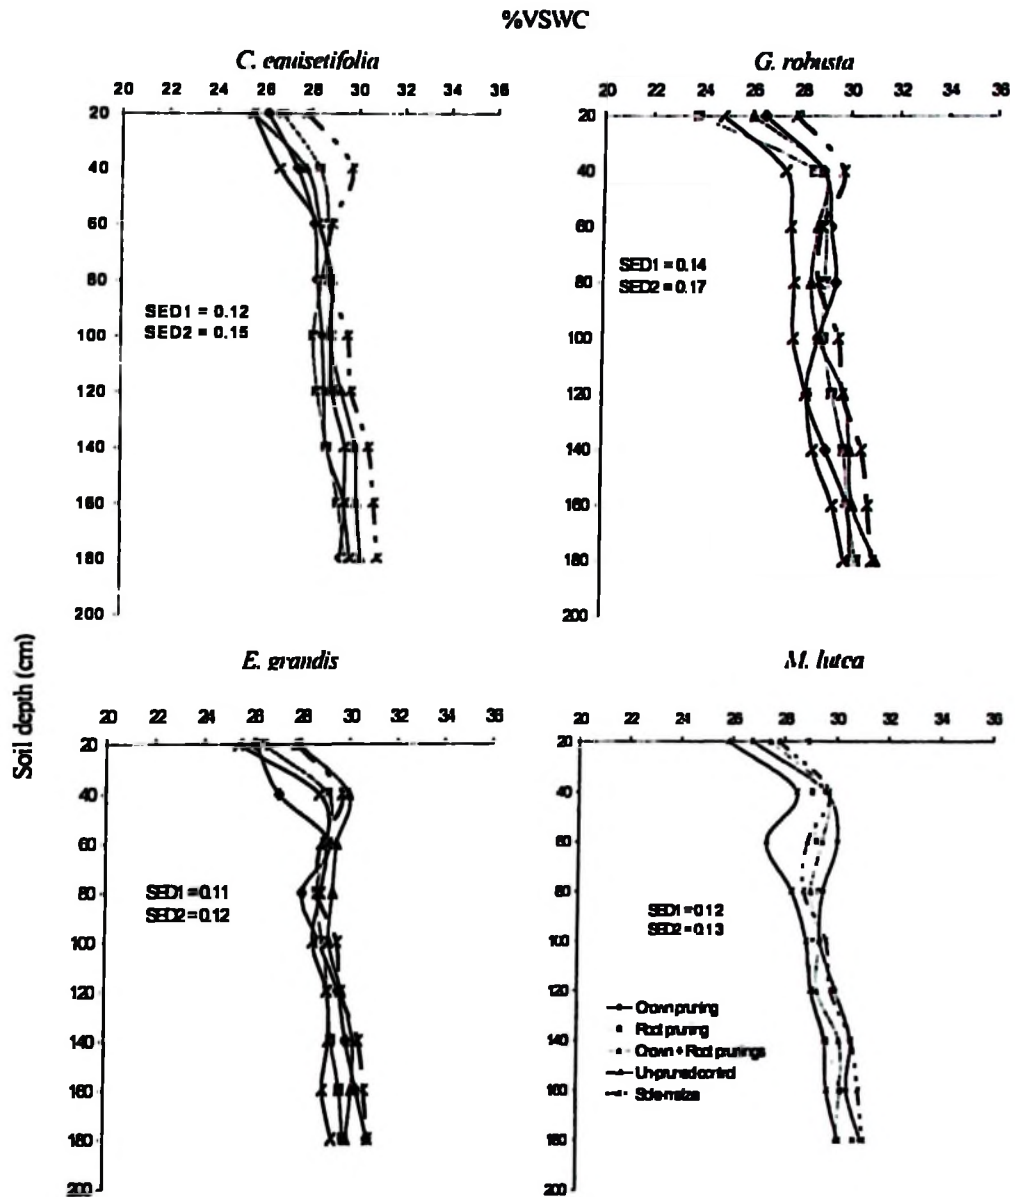 %VSWC
C. equisetifolia
G. robusta
20 22 24 26 28 30 32 34 36
20 22 24 26 28 30 32 34 36
20
40
60
80
100
120
140
160
180
200
SED1 = 0.12
SED2 = 0.15
20
40
60
80
100
120
140
160
180
200
SED1 = 0.14
SED2 = 0.17
Soil depth (cm)
E. grandis
M. lutea
20 22 24 26 28 30 32 34 36
20 22 24 26 28 30 32 34 36
20
40
60
80
100
120
140
160
180
200
SED1 = 0.11
SED2 = 0.12
20
40
60
80
100
120
140
160
180
200
SED1 = 0.12
SED2 = 0.13
Crown pruning
Root pruning
Crown + Root prunings
Un-pruned control
Sole maize